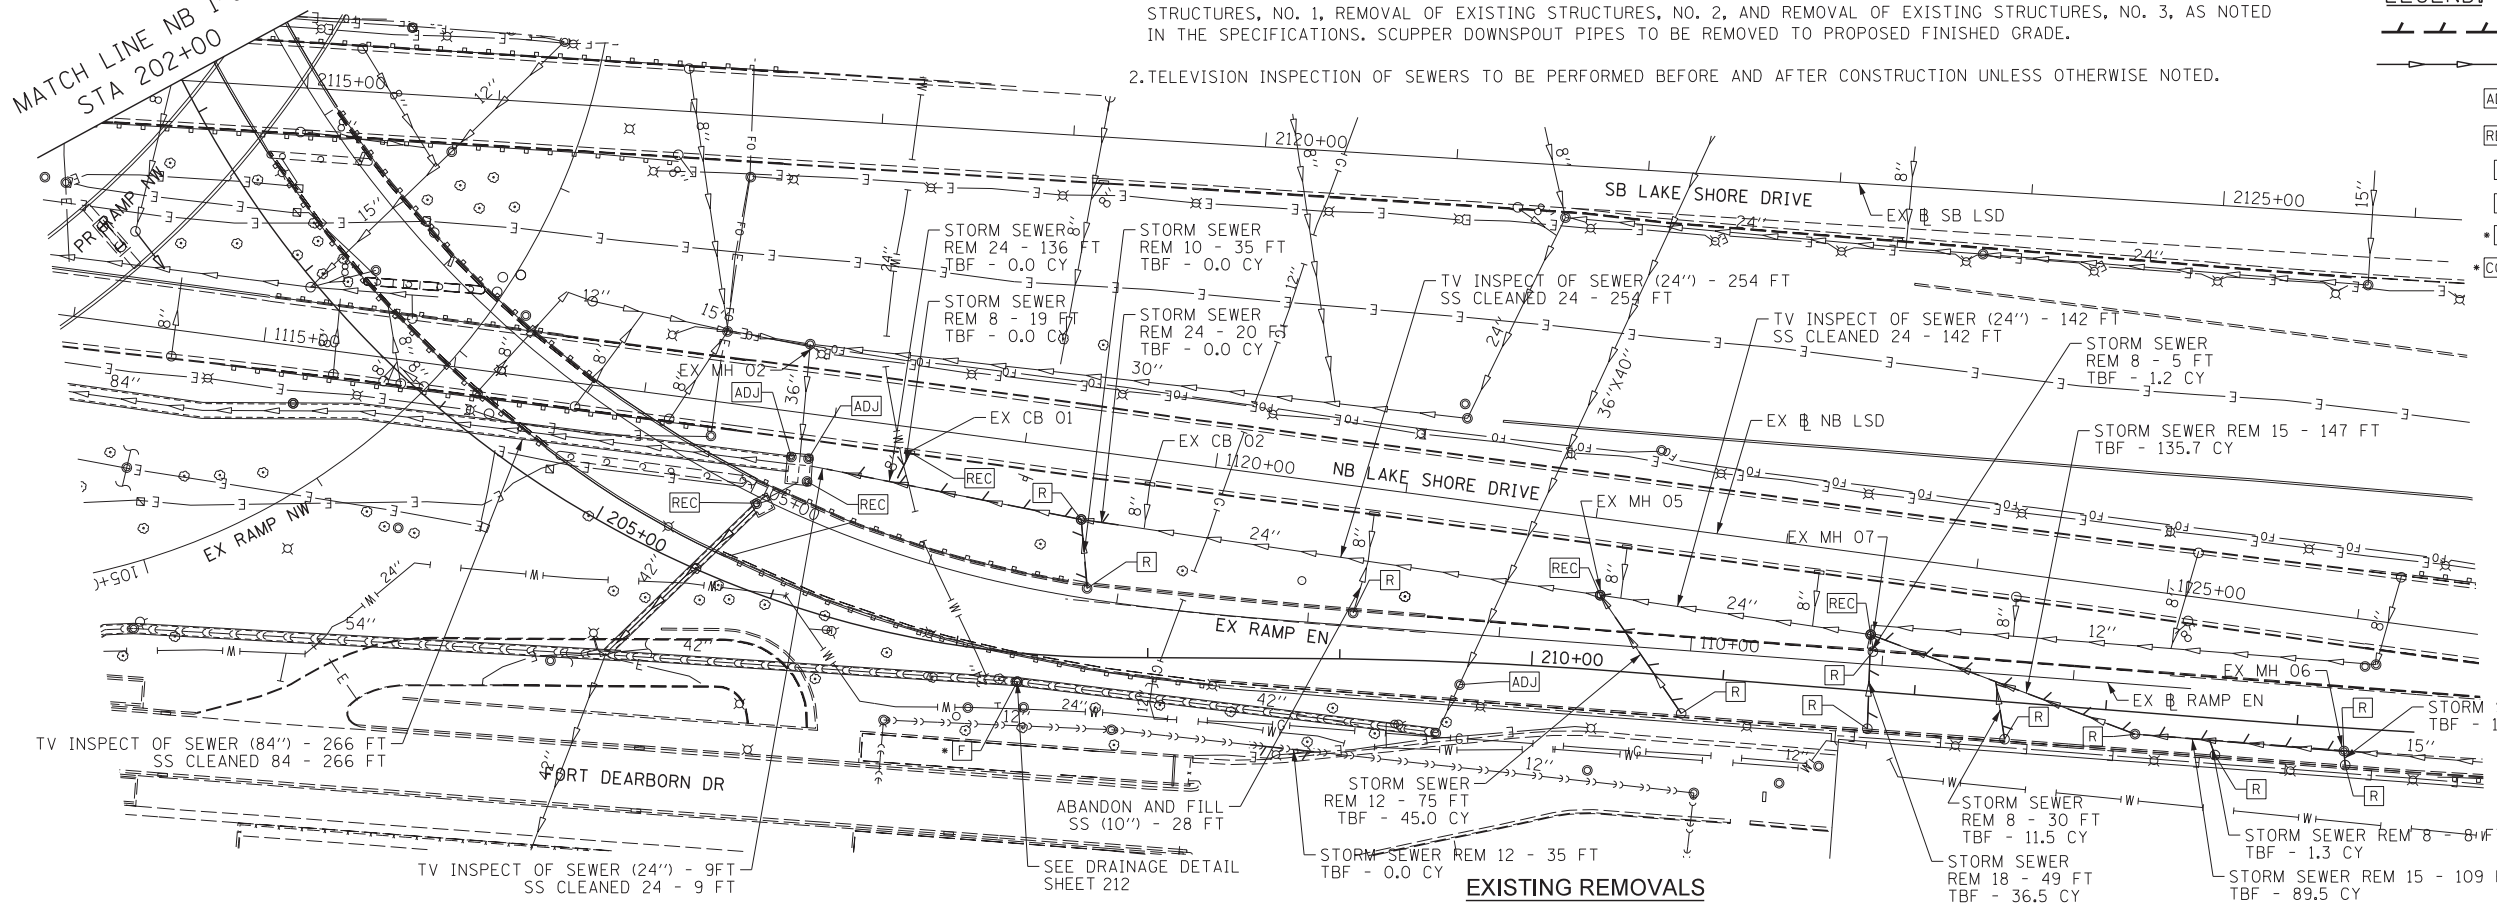 STRUCTURES, NO. 1, REMOVAL OF EXISTING STRUCTURES, NO. 2, AND REMOVAL OF EXISTING STRUCTURES, NO. 3, AS NOTED
IN THE SPECIFICATIONS. SCUPPER DOWNSPOUT PIPES TO BE REMOVED TO PROPOSED FINISHED GRADE.
2.TELEVISION INSPECTION OF SEWERS TO BE PERFORMED BEFORE AND AFTER CONSTRUCTION UNLESS OTHERWISE NOTED.
LEGEND:
MATCH LINE NB
STA 202+00
2115+00
2120+00
2125+00
SB LAKE SHORE DRIVE
EX B SB LSD
PR RAMP NW
STORM SEWER
REM 24 - 136 FT
TBF - 0.0 CY
STORM SEWER
REM 10 - 35 FT
TBF - 0.0 CY
STORM SEWER
REM 8 - 19 FT
TBF - 0.0 CY
STORM SEWER
REM 24 - 20 FT
TBF - 0.0 CY
TV INSPECT OF SEWER (24'') - 254 FT
SS CLEANED 24 - 254 FT
TV INSPECT OF SEWER (24'') - 142 FT
SS CLEANED 24 - 142 FT
STORM SEWER
REM 8 - 5 FT
TBF - 1.2 CY
1115+00
84''
12''
15''
30''
36''
24''
36''X40''
EX MH 02
ADJ
ADJ
EX CB 01
EX CB 02
EX B NB LSD
STORM SEWER REM 15 - 147 FT
TBF - 135.7 CY
1120+00
NB LAKE SHORE DRIVE
REC
REC
REC
R
R
R
EX MH 05
REC
EX MH 07
REC
1125+00
EX RAMP NW
105+0
205+00
42''
24''
54''
EX RAMP EN
210+00
110+00
EX MH 06
EX B RAMP EN
ADJ
R
R
R
R
R
R
R
R
STORM
TBF - 1
15''
TV INSPECT OF SEWER (84'') - 266 FT
SS CLEANED 84 - 266 FT
FORT DEARBORN DR
* F
ABANDON AND FILL
SS (10'') - 28 FT
STORM SEWER
REM 12 - 75 FT
TBF - 45.0 CY
STORM SEWER
REM 8 - 30 FT
TBF - 11.5 CY
STORM SEWER REM 8 - 8 F
TBF - 1.3 CY
TV INSPECT OF SEWER (24'') - 9FT
SS CLEANED 24 - 9 FT
SEE DRAINAGE DETAIL
SHEET 212
STORM SEWER REM 12 - 35 FT
TBF - 0.0 CY
STORM SEWER
REM 18 - 49 FT
TBF - 36.5 CY
STORM SEWER REM 15 - 109
TBF - 89.5 CY
EXISTING REMOVALS